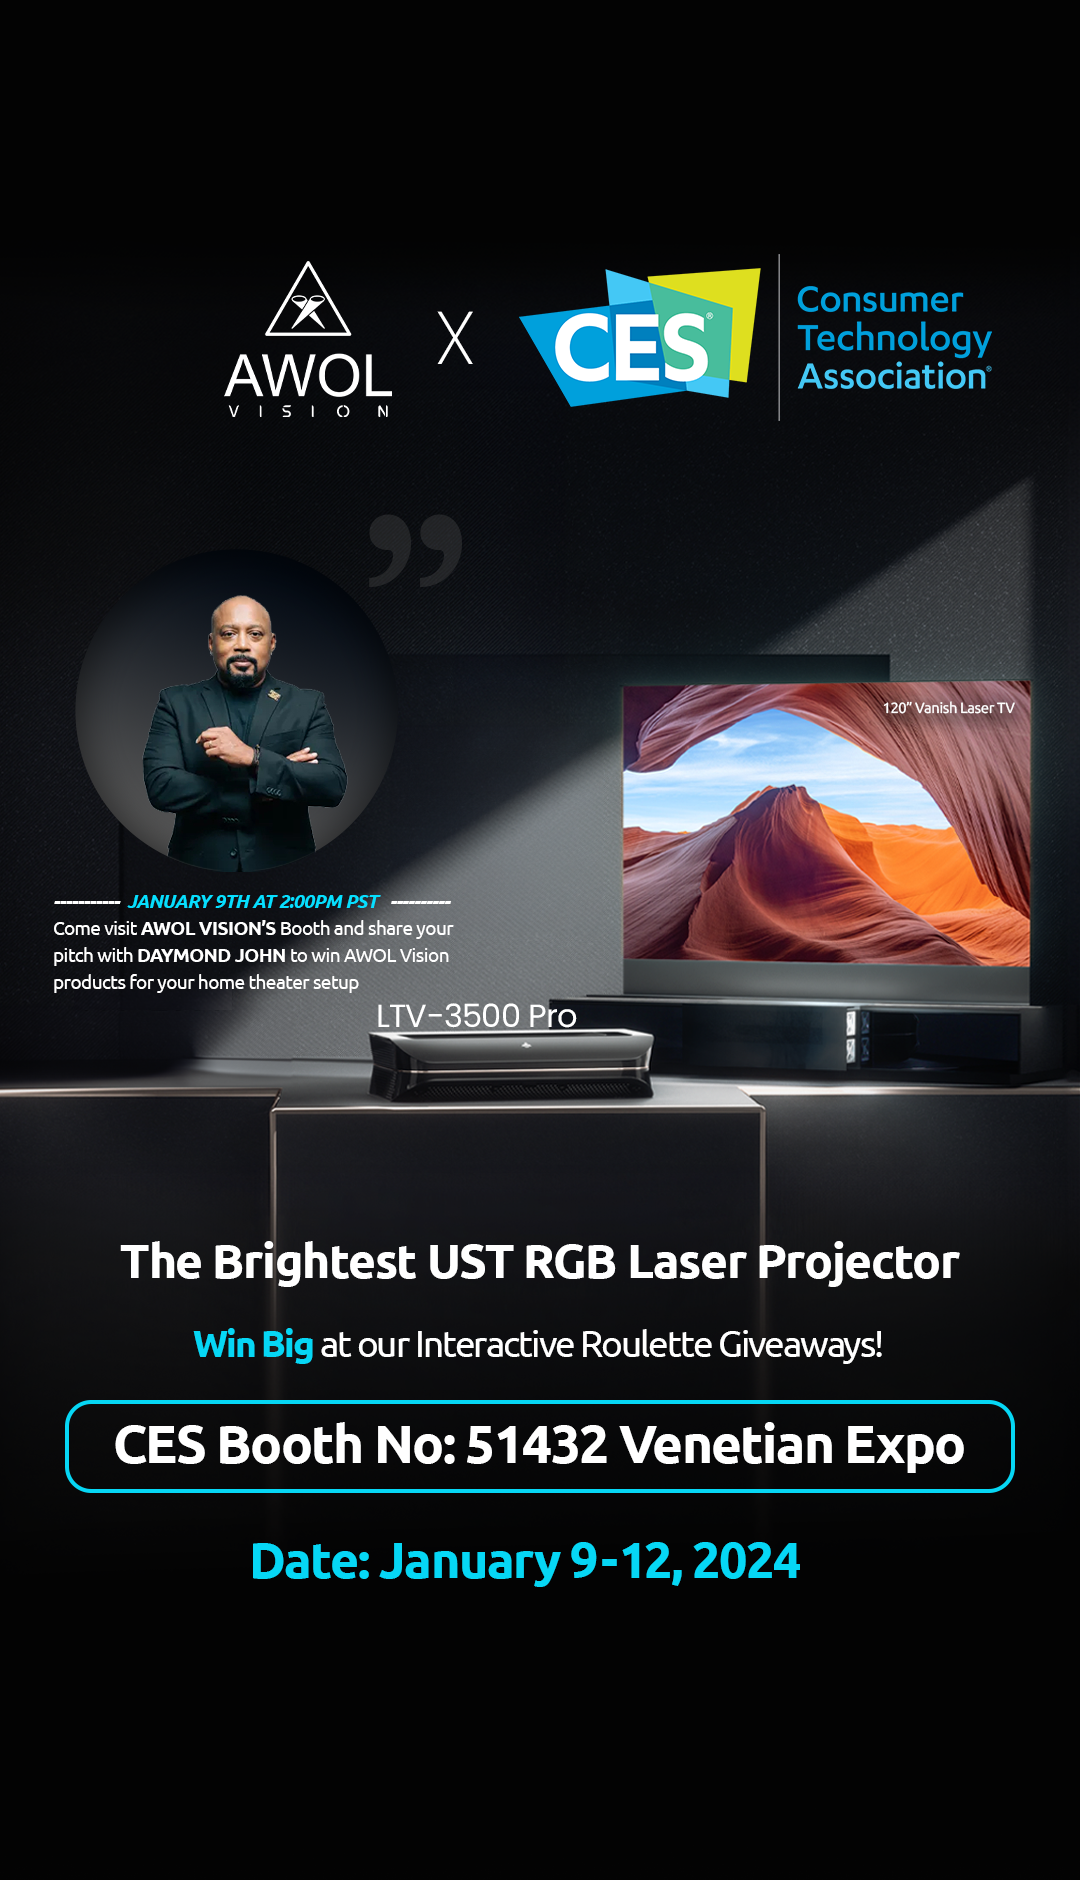 AWOL
VISION
X
CES®
Consumer
Technology
Association®
”
120” Vanish Laser TV
----------- JANUARY 9TH AT 2:00PM PST ----------
Come visit AWOL VISION’S Booth and share your
pitch with DAYMOND JOHN to win AWOL Vision
products for your home theater setup
LTV-3500 Pro
The Brightest UST RGB Laser Projector
Win Big at our Interactive Roulette Giveaways!
CES Booth No: 51432 Venetian Expo
Date: January 9-12, 2024